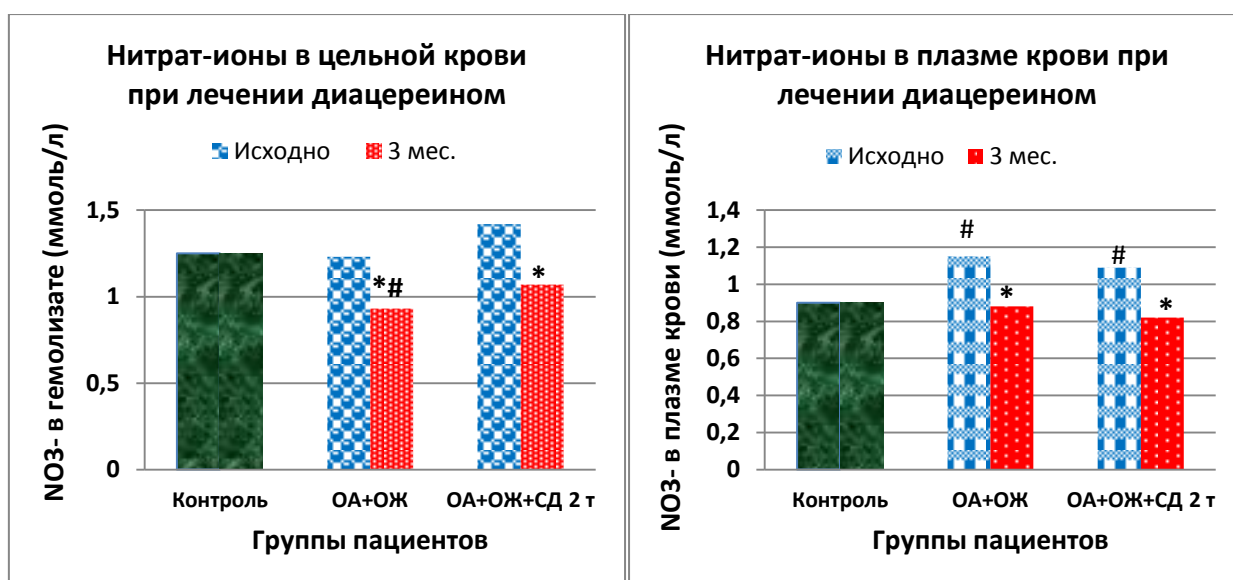 Нитрат-ионы в цельной крови
при лечении диацереином
Исходно 3 мес.
NO3- в гемолизате (ммоль/л)
1,5
1
0,5
0
*#
*
Контроль ОА+ОЖ ОА+ОЖ+СД 2 т
Группы пациентов
Нитрат-ионы в плазме крови при
лечении диацереином
Исходно 3 мес.
NO3- в плазме крови (ммоль/л)
1,4
1,2
1
0,8
0,6
0,4
0,2
0
#
*
#
*
Контроль ОА+ОЖ ОА+ОЖ+СД 2 т
Группы пациентов